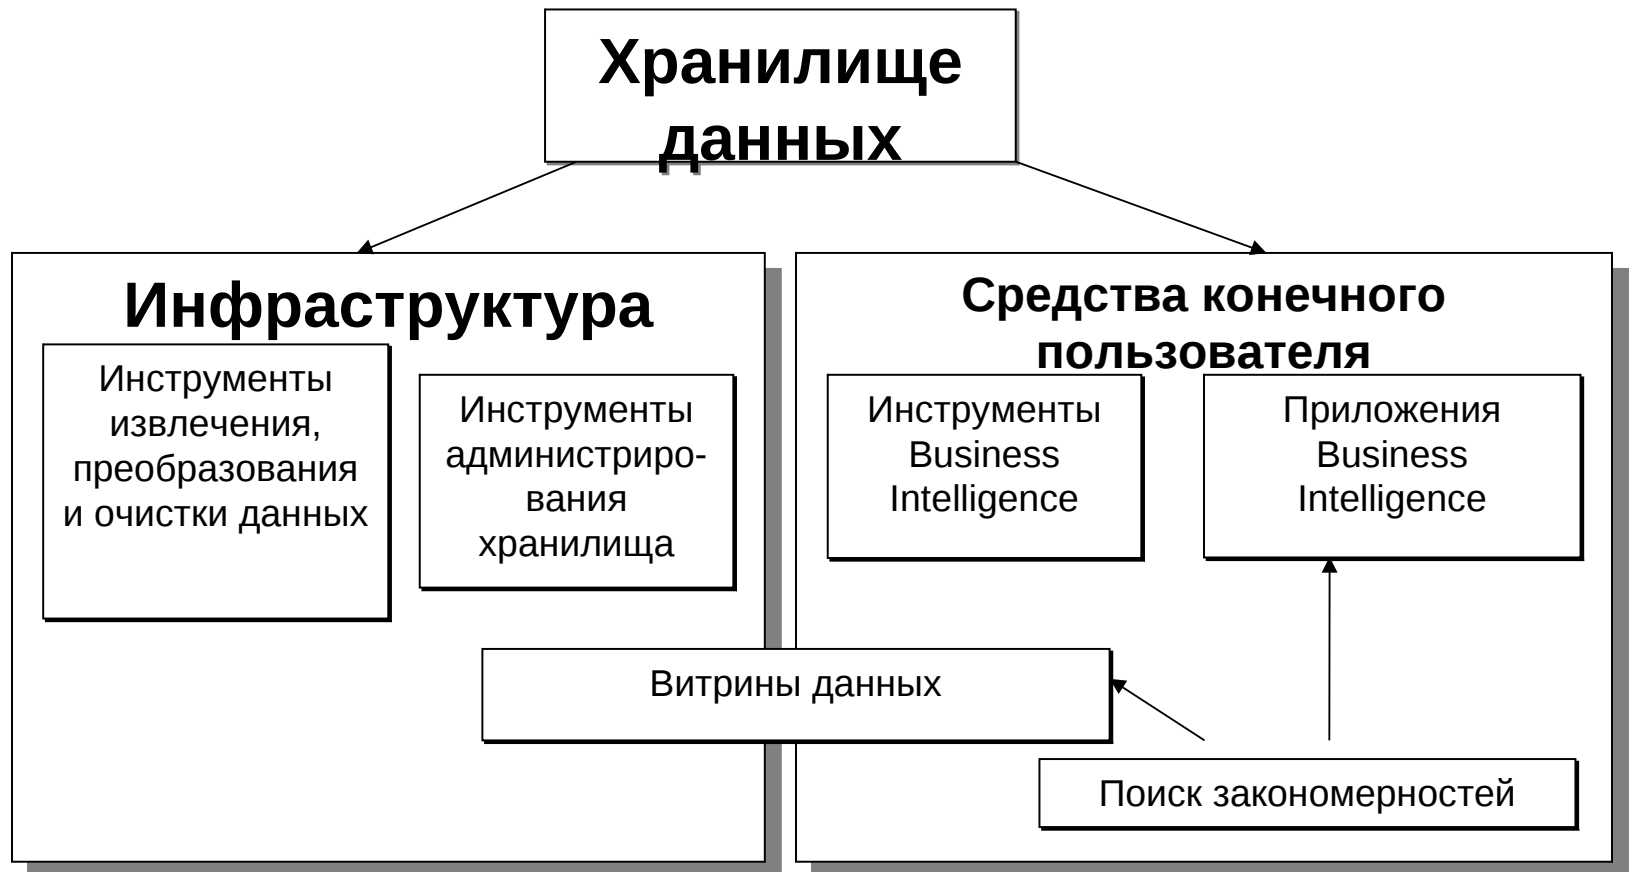 Хранилище
данных
Инфраструктура
Инструменты
извлечения,
преобразования
и очистки данных
Инструменты
администриро-
вания
хранилища
Средства конечного
пользователя
Инструменты
Business
Intelligence
Приложения
Business
Intelligence
Витрины данных
Поиск закономерностей